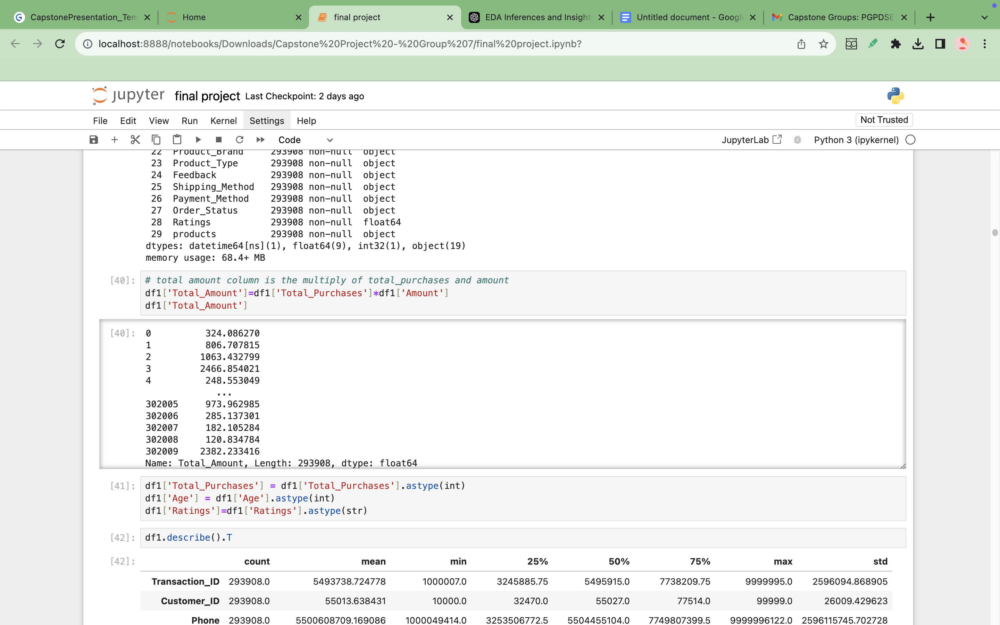 CapstonePresentation_Tem
Home
final project
EDA Inferences and Insights
Untitled document - Google
Capstone Groups: PGPDSE
localhost:8888/notebooks/Downloads/Capstone%20Project%20-%20Group%207/final%20project.ipynb?
jupyter final project Last Checkpoint: 2 days ago
File Edit View Run Kernel Settings Help Not Trusted
Code JupyterLab Python 3 (ipykernel)
22 Product_Brand 293908 non-null object
23 Product_Type 293908 non-null object
24 Feedback 293908 non-null object
25 Shipping_Method 293908 non-null object
26 Payment_Method 293908 non-null object
27 Order_Status 293908 non-null object
28 Ratings 293908 non-null float64
29 products 293908 non-null object
dtypes: datetime64[ns](1), float64(9), int32(1), object(19)
memory usage: 68.4+ MB
[40]: # total amount column is the multiply of total_purchases and amount
df1['Total_Amount']=df1['Total_Purchases']*df1['Amount']
df1['Total_Amount']
[40]: 0 324.086270
1 806.707815
2 1063.432799
3 2466.854021
4 248.553049
...
302005 973.962985
302006 285.137301
302007 182.105284
302008 120.834784
302009 2382.233416
Name: Total_Amount, Length: 293908, dtype: float64
[41]: df1['Total_Purchases'] = df1['Total_Purchases'].astype(int)
df1['Age'] = df1['Age'].astype(int)
df1['Ratings']=df1['Ratings'].astype(str)
[42]: df1.describe().T
[42]: count mean min 25% 50% 75% max std
Transaction_ID 293908.0 5493738.724778 1000007.0 3245885.75 5495915.0 7738209.75 9999995.0 2596094.868905
Customer_ID 293908.0 55013.638431 10000.0 32470.0 55027.0 77514.0 99999.0 26009.429623
Phone 293908.0 5500608709.169086 1000049414.0 3253506772.5 5504455104.0 7749807399.5 9999996122.0 2596115745.702728